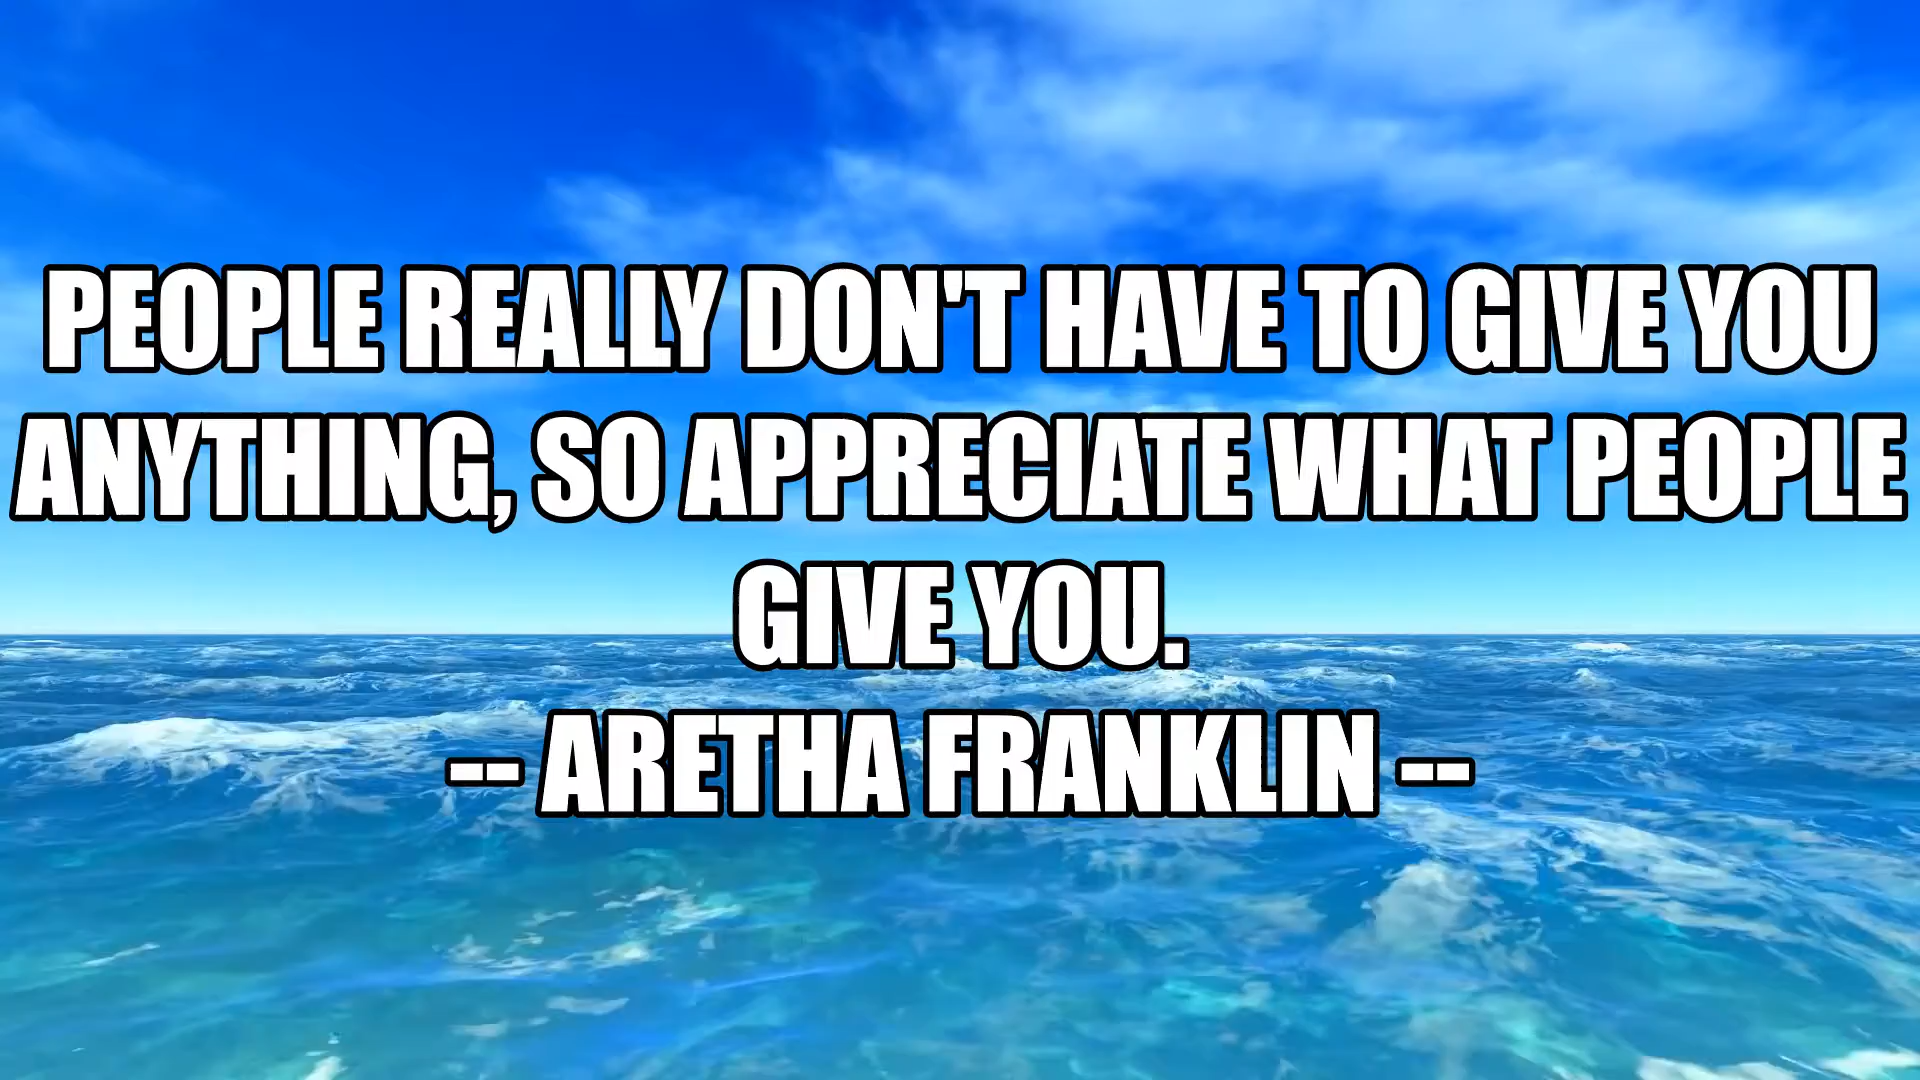 PEOPLE REALLY DON'T HAVE TO GIVE YOU
ANYTHING, SO APPRECIATE WHAT PEOPLE
GIVE YOU.
-- ARETHA FRANKLIN --